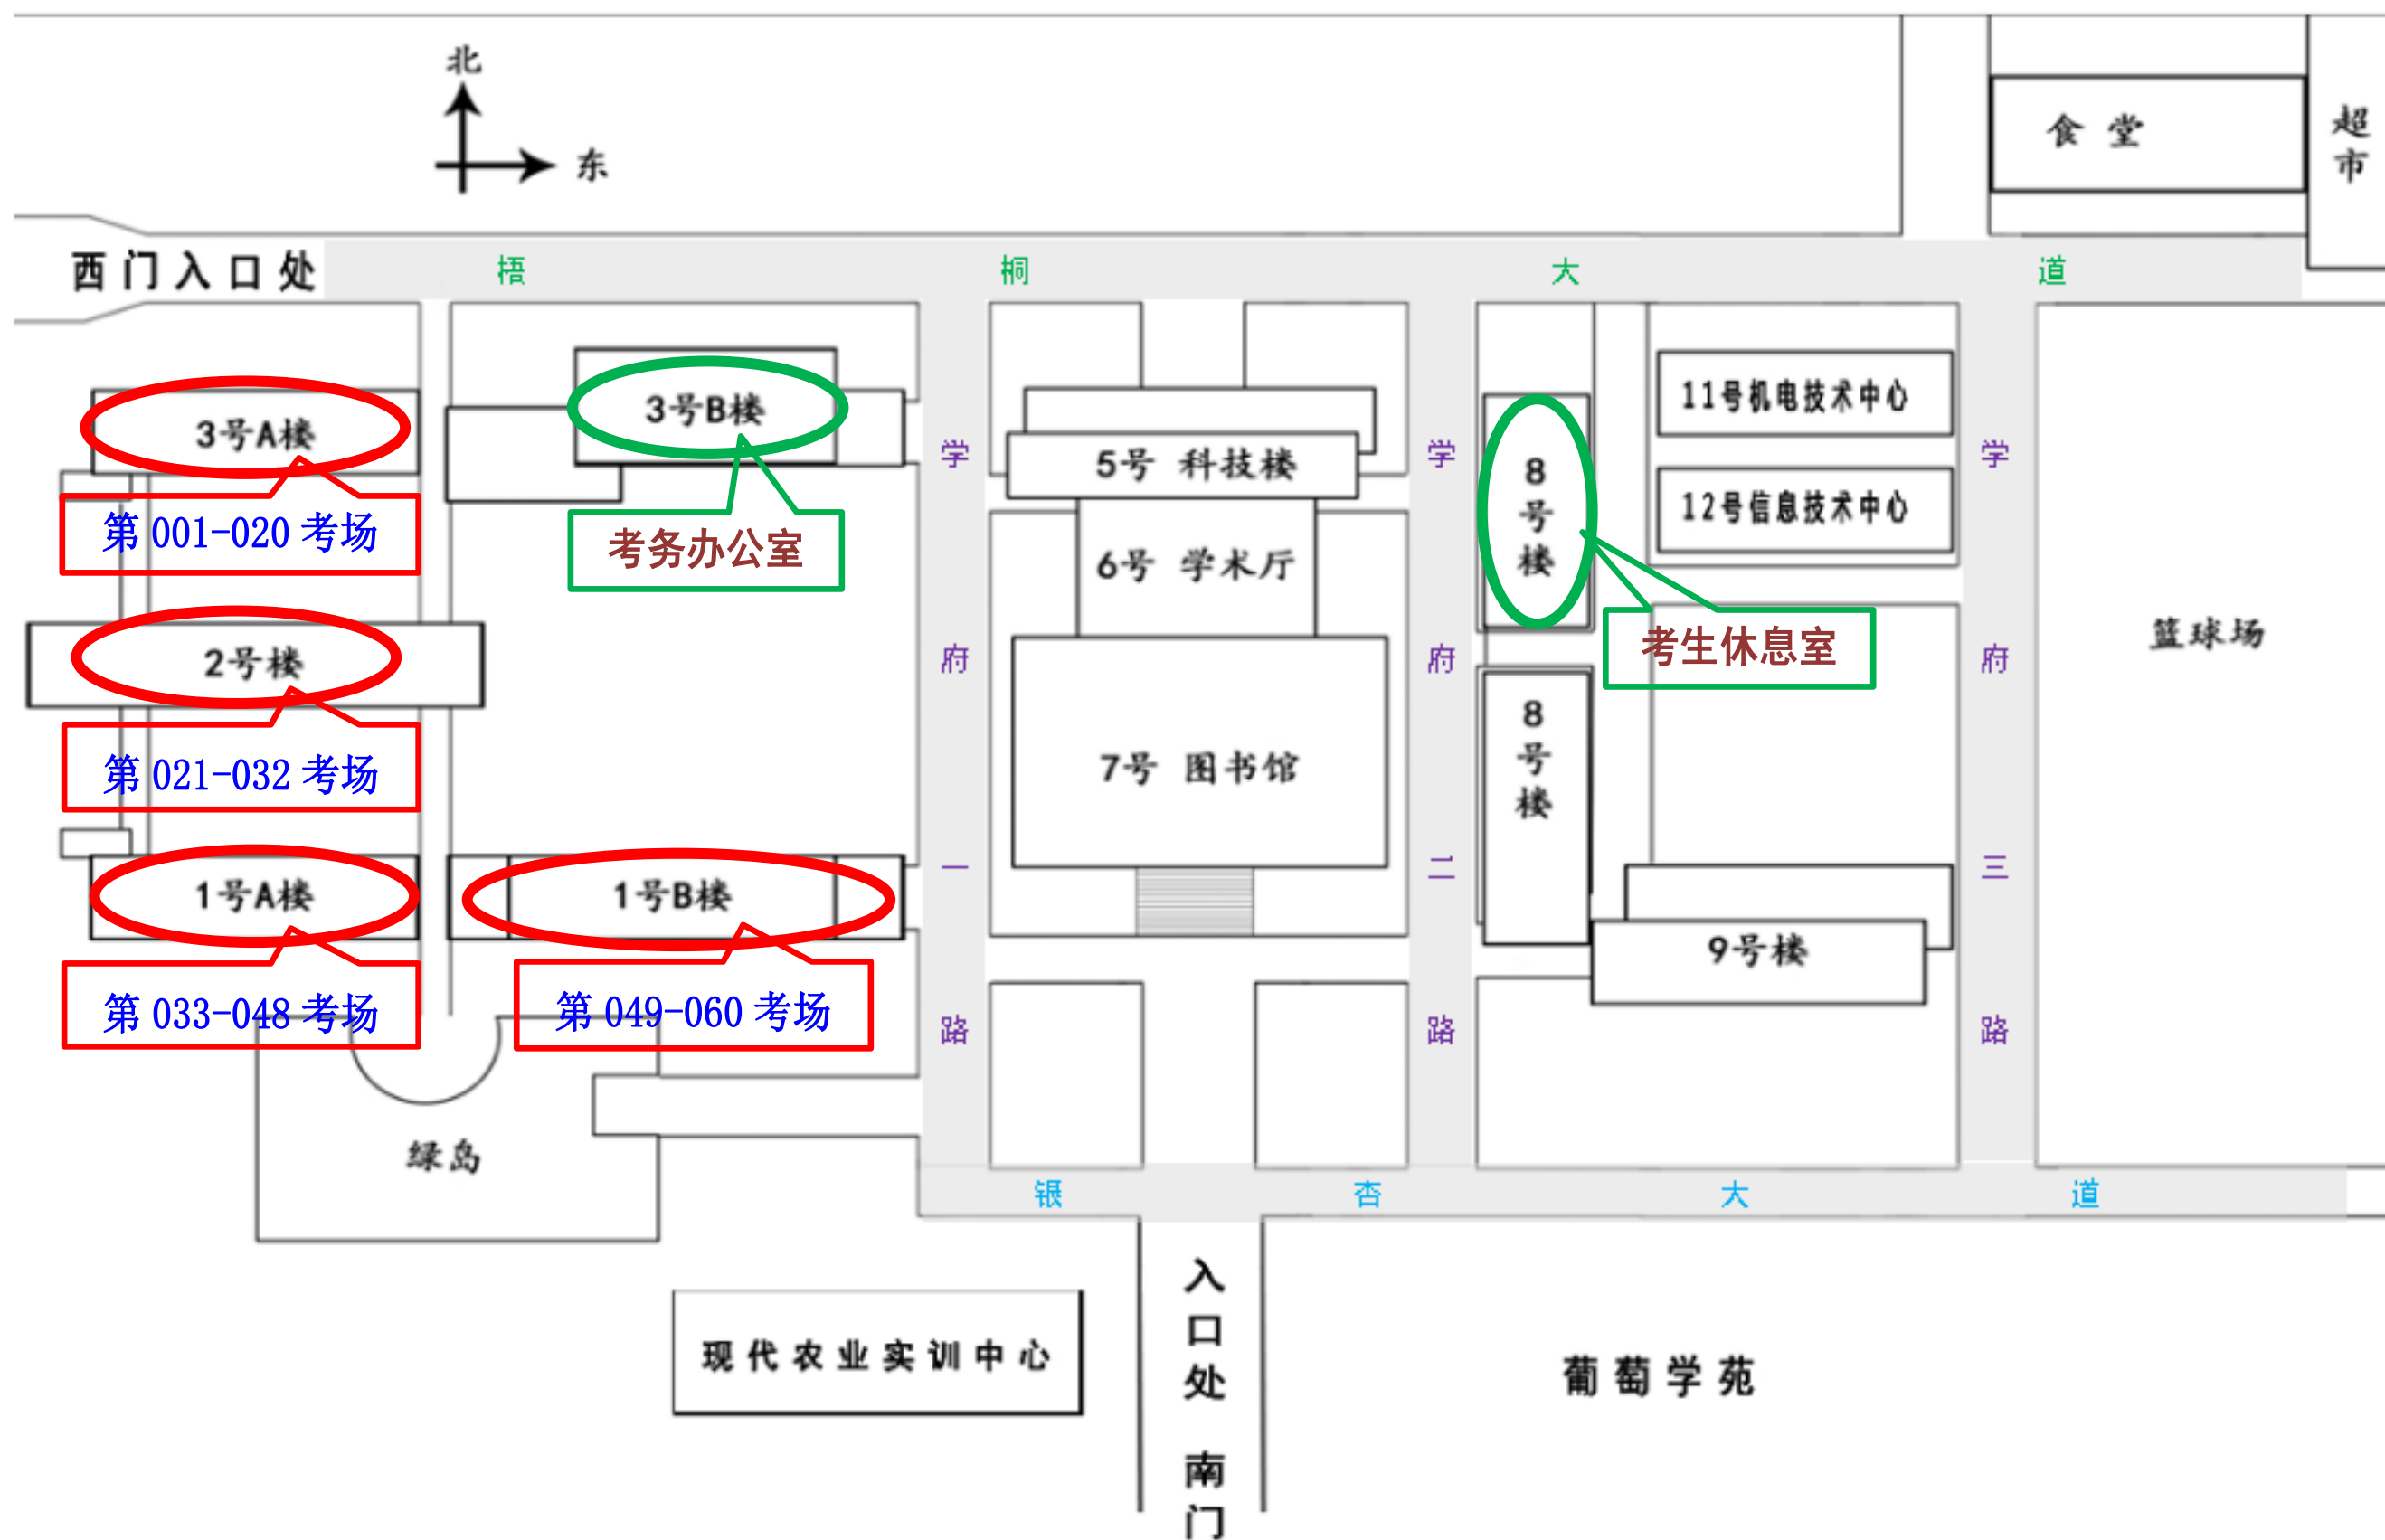 北
东
食 堂
超市
西门入口处
梧桐大道
3号A楼
3号B楼
第 001-020 考场
考务办公室
2号楼
第 021-032 考场
1号A楼
1号B楼
第 033-048 考场
第 049-060 考场
绿岛
学府一路
5号 科技楼
6号 学术厅
7号 图书馆
学府二路
8号楼
11号机电技术中心
12号信息技术中心
考生休息室
8号楼
9号楼
学府三路
篮球场
银杏大道
现代农业实训中心
入口处 南门
葡萄学苑